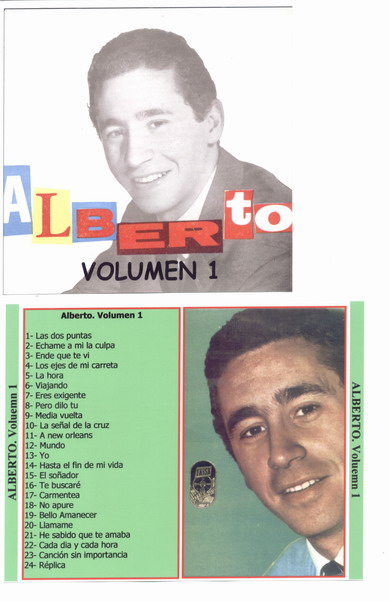 ALBERto
VOLUMEN 1
ALBERTO. Voluemn 1
Alberto. Volumen 1
1- Las dos puntas
2- Echame a mi la culpa
3- Ende que te vi
4- Los ejes de mi carreta
5- La hora
6- Viajando
7- Eres exigente
8- Pero dilo tu
9- Media vuelta
10- La señal de la cruz
11- A new orleans
12- Mundo
13- Yo
14- Hasta el fin de mi vida
15- El soñador
16- Te buscaré
17- Carmentea
18- No apure
19- Bello Amanecer
20- Llamame
21- He sabido que te amaba
22- Cada dia y cada hora
23- Canción sin importancia
24- Réplica
ALBERTO. Voluemn 1